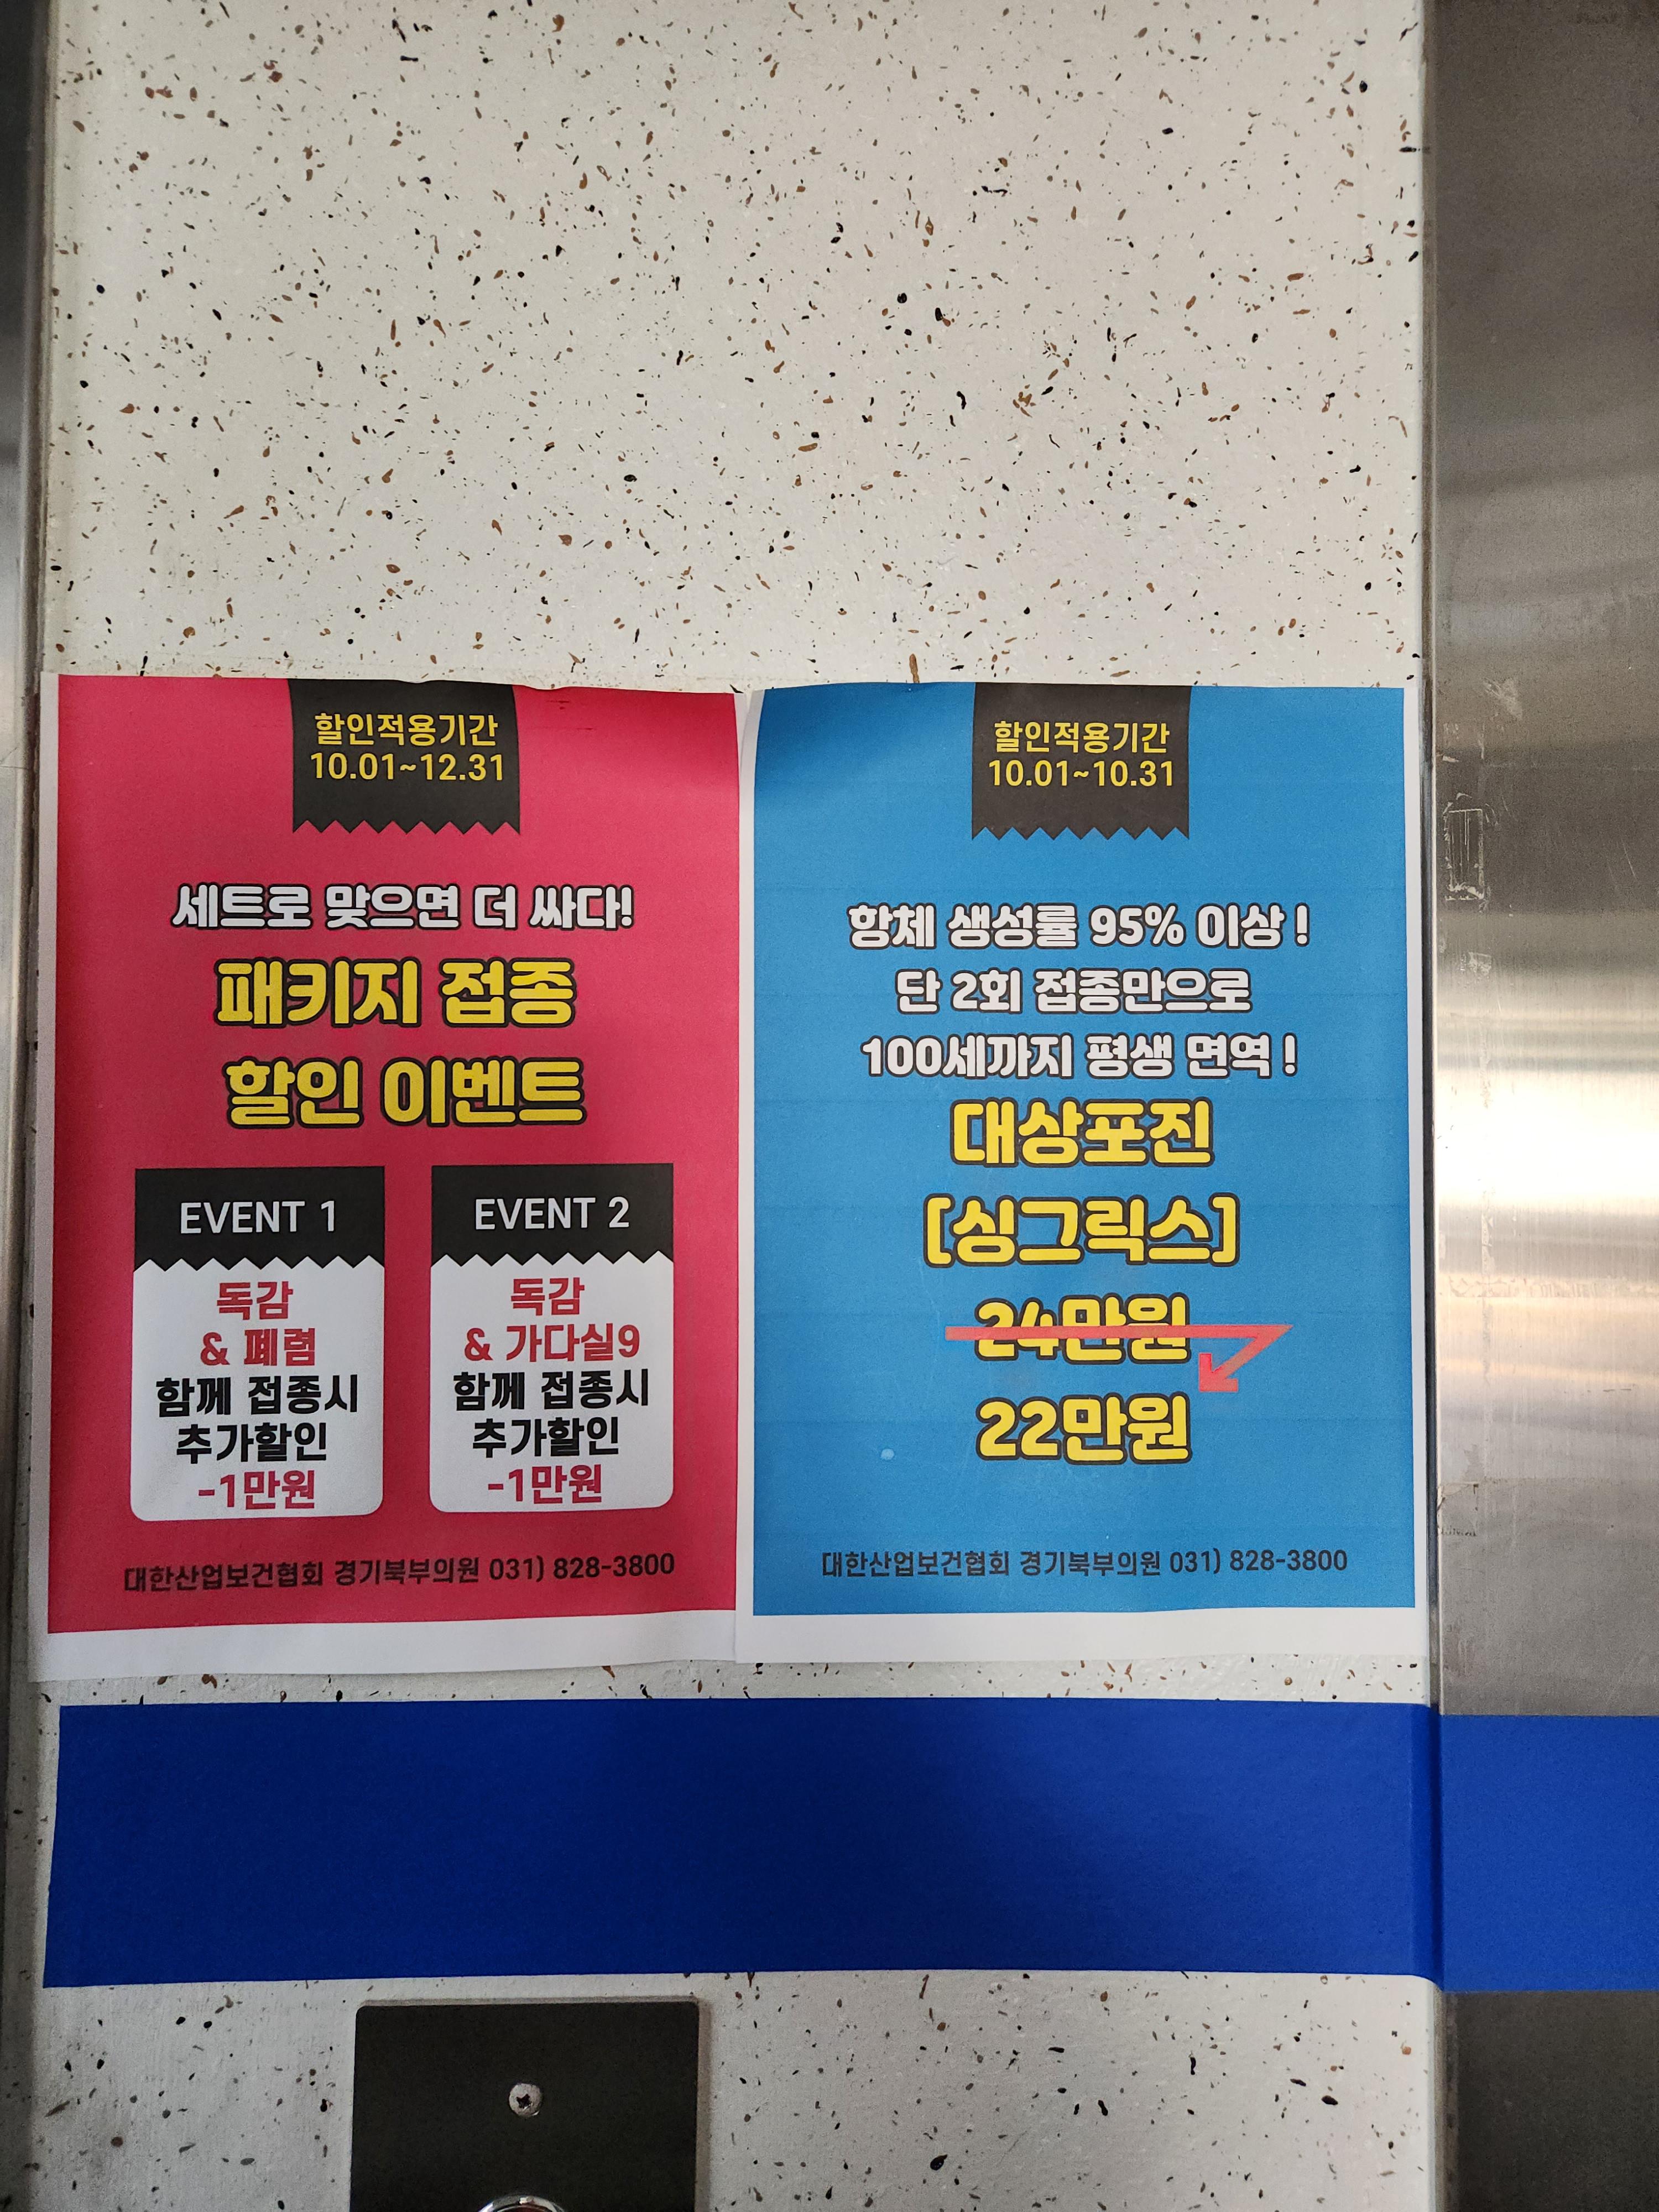 할인적용기간
10.01~12.31
세트로 맞으면 더 싸다!
패키지 접종
할인 이벤트
EVENT 1
독감
& 폐렴
함께 접종시
추가할인
-1만원
EVENT 2
독감
& 가다실9
함께 접종시
추가할인
-1만원
대한산업보건협회 경기북부의원 031) 828-3800
할인적용기간
10.01~10.31
항체 생성률 95% 이상 !
단 2회 접종만으로
100세까지 평생 면역 !
대상포진
[싱그릭스]
24만원
22만원
대한산업보건협회 경기북부의원 031) 828-3800